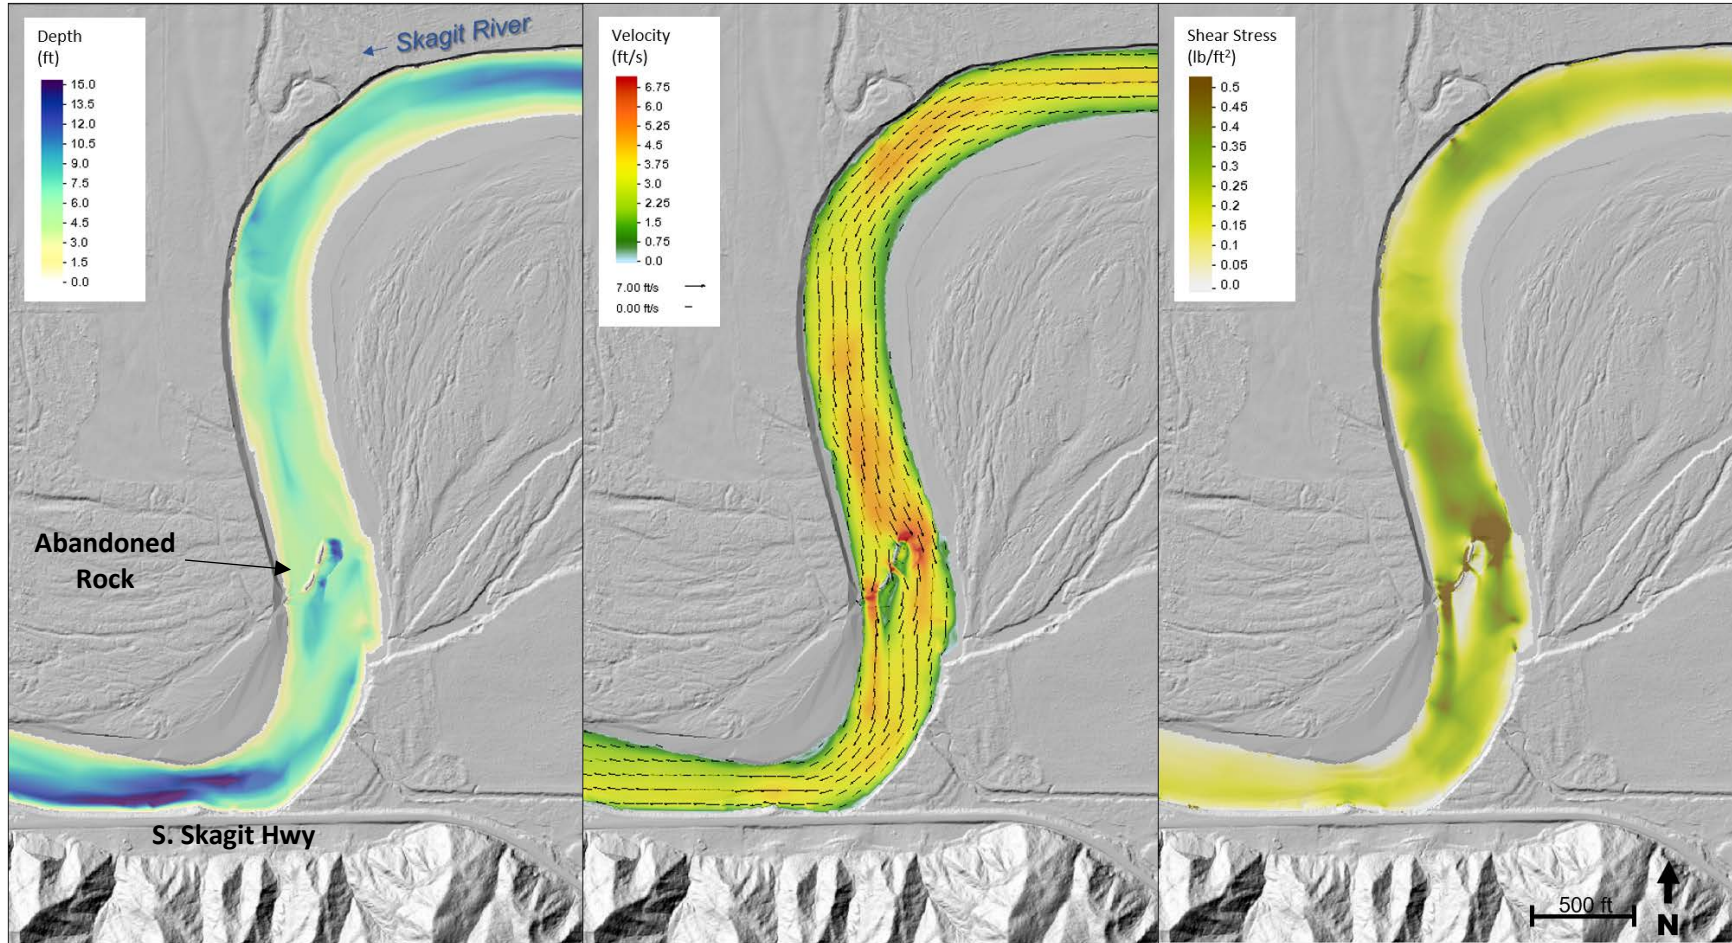 Depth
(ft)
15.0
13.5
12.0
10.5
9.0
7.5
6.0
4.5
3.0
1.5
0.0
← Skagit River
Abandoned
Rock
S. Skagit Hwy
Velocity
(ft/s)
6.75
6.0
5.25
4.5
3.75
3.0
2.25
1.5
0.75
0.0
7.00 ft/s
0.00 ft/s
Shear Stress
(lb/ft²)
0.5
0.45
0.4
0.35
0.3
0.25
0.2
0.15
0.1
0.05
0.0
500 ft
N